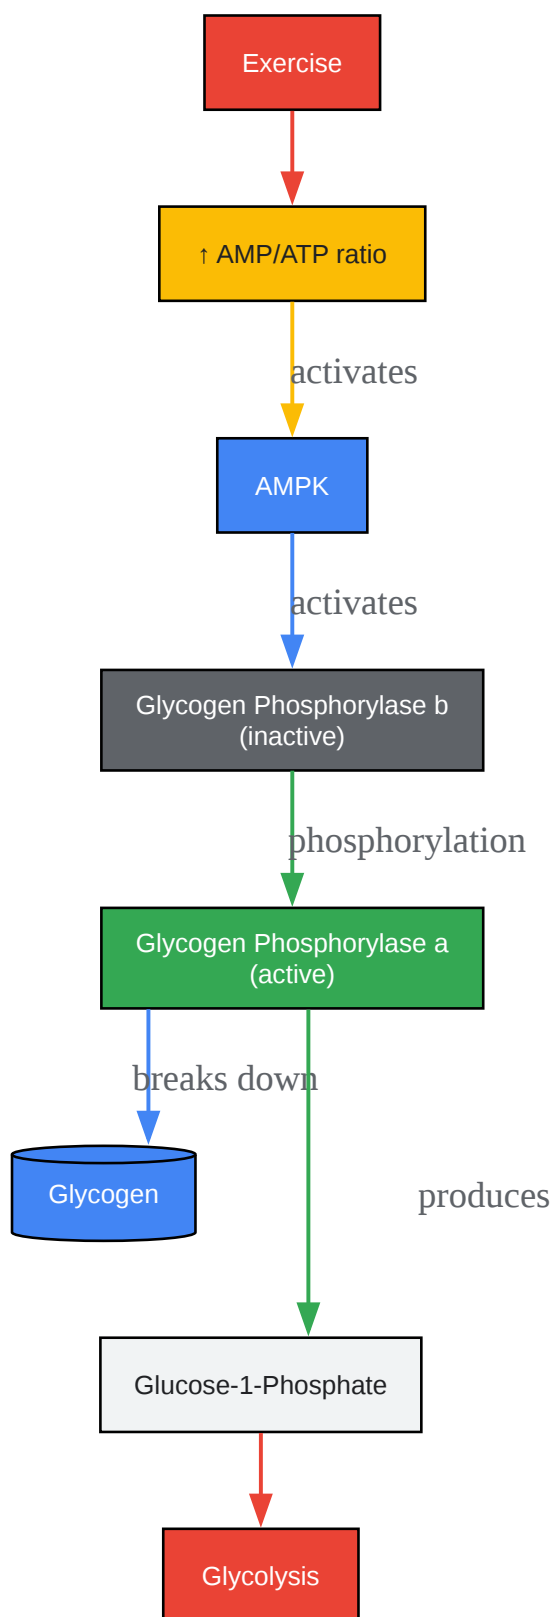 Exercise
↑ AMP/ATP ratio
activates
AMPK
activates
Glycogen Phosphorylase b
(inactive)
phosphorylation
Glycogen Phosphorylase a
(active)
breaks down
Glycogen
produces
Glucose-1-Phosphate
Glycolysis